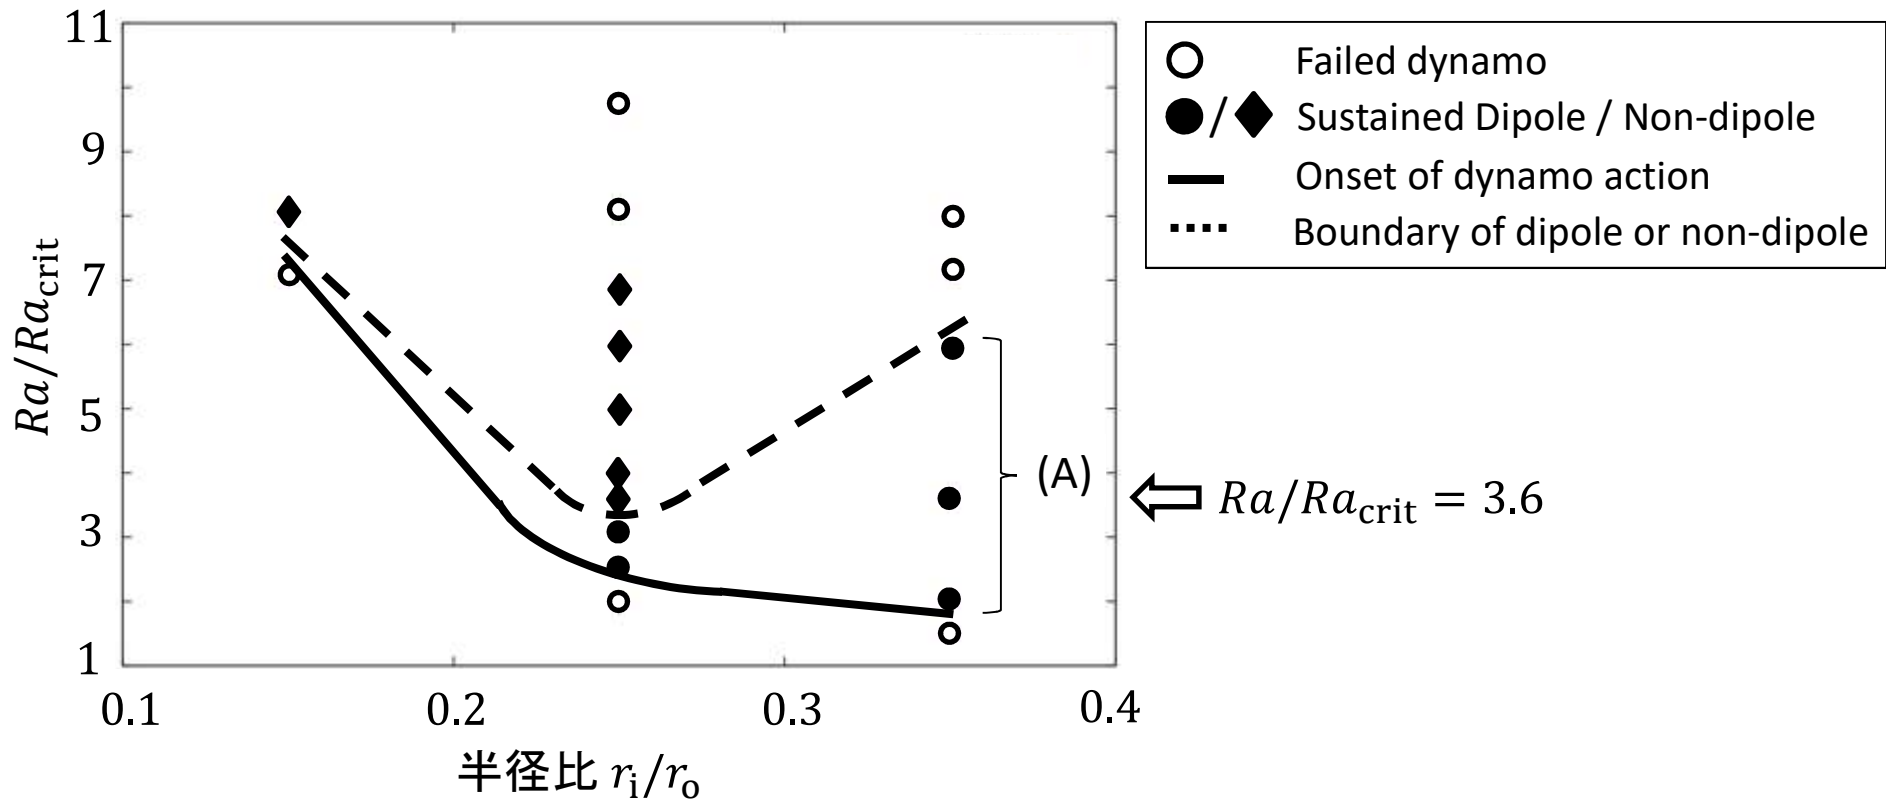 11
9
7
5
3
1
Ra/Ra_crit
0.1
0.2
0.3
0.4
半径比 r_i/r_o
(A)
Ra/Ra_crit = 3.6
Failed dynamo
/ Sustained Dipole / Non-dipole
Onset of dynamo action
Boundary of dipole or non-dipole